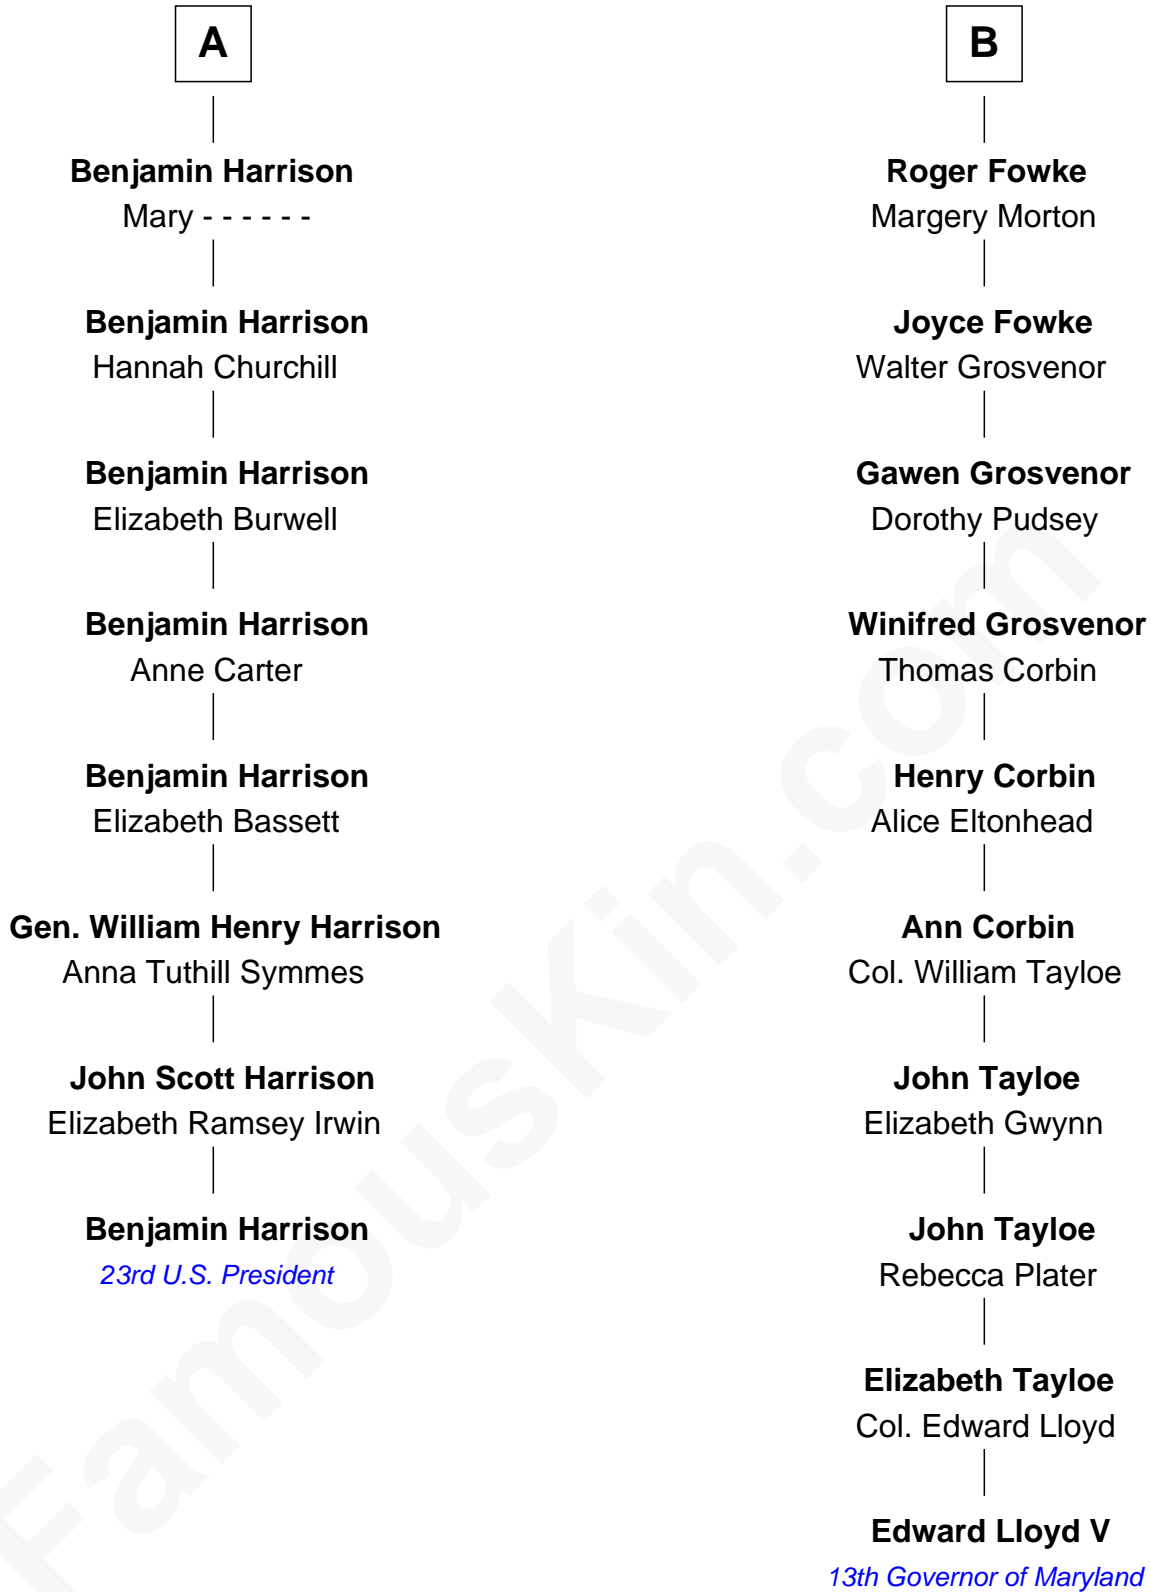 A
Benjamin Harrison
Mary - - - - - -
Benjamin Harrison
Hannah Churchill
Benjamin Harrison
Elizabeth Burwell
Benjamin Harrison
Anne Carter
Benjamin Harrison
Elizabeth Bassett
Gen. William Henry Harrison
Anna Tuthill Symmes
John Scott Harrison
Elizabeth Ramsey Irwin
Benjamin Harrison
23rd U.S. President
B
Roger Fowke
Margery Morton
Joyce Fowke
Walter Grosvenor
Gawen Grosvenor
Dorothy Pudsey
Winifred Grosvenor
Thomas Corbin
Henry Corbin
Alice Eltonhead
Ann Corbin
Col. William Tayloe
John Tayloe
Elizabeth Gwynn
John Tayloe
Rebecca Plater
Elizabeth Tayloe
Col. Edward Lloyd
Edward Lloyd V
13th Governor of Maryland
FamousKin.com